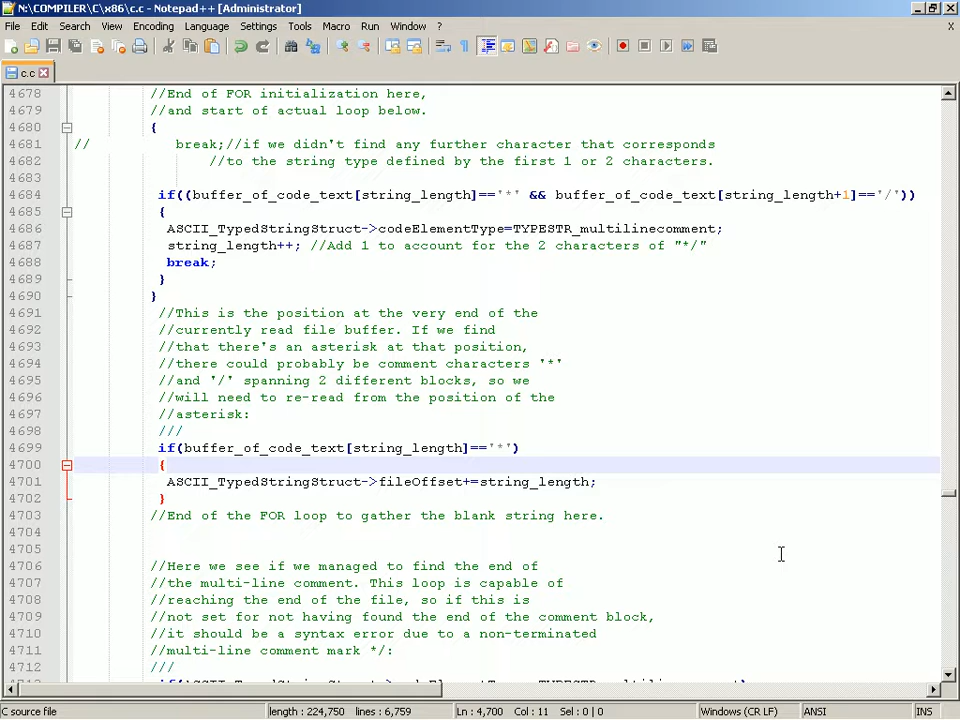 N:\COMPILER\C\x86\c.c - Notepad++ [Administrator]
File Edit Search View Encoding Language Settings Tools Macro Run Window ? X
c.c
4678 //End of FOR initialization here,
4679 //and start of actual loop below.
4680 {
4681 // break;//if we didn't find any further character that corresponds
4682 //to the string type defined by the first 1 or 2 characters.
4683
4684 if((buffer_of_code_text[string_length]=='*' && buffer_of_code_text[string_length+1]=='/'))
4685 {
4686 ASCII_TypedStringStruct->codeElementType=TYPESTR_multilinecomment;
4687 string_length++; //Add 1 to account for the 2 characters of "*/"
4688 break;
4689 }
4690 }
4691 //This is the position at the very end of the
4692 //currently read file buffer. If we find
4693 //that there's an asterisk at that position,
4694 //there could probably be comment characters '*'
4695 //and '/' spanning 2 different blocks, so we
4696 //will need to re-read from the position of the
4697 //asterisk:
4698 ///
4699 if(buffer_of_code_text[string_length]=='*')
4700 {
4701 ASCII_TypedStringStruct->fileOffset+=string_length;
4702 }
4703 //End of the FOR loop to gather the blank string here.
4704
4705
4706 //Here we see if we managed to find the end of
4707 //the multi-line comment. This loop is capable of
4708 //reaching the end of the file, so if this is
4709 //not set for not having found the end of the comment block,
4710 //it should be a syntax error due to a non-terminated
4711 //multi-line comment mark */:
4712 ///
C source file length : 224,750 lines : 6,759 Ln : 4,700 Col : 11 Sel : 0 | 0 Windows (CR LF) ANSI INS